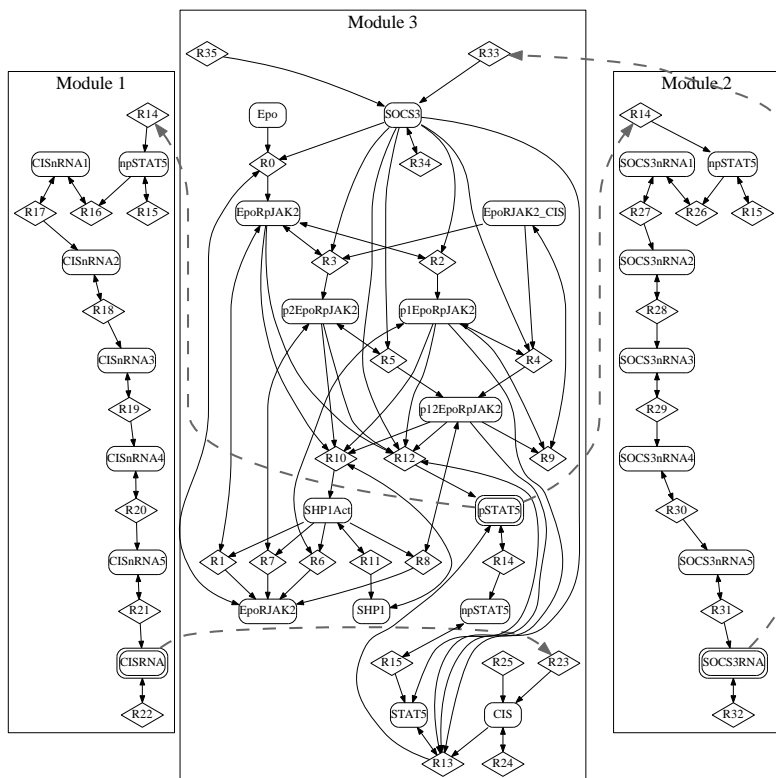 Module 3
R35
R33
Module 1
Module 2
R14
Epo
SOCS3
R14
CISnRNA1
npSTAT5
R0
R34
SOCS3nRNA1
npSTAT5
R17
R16
R15
EpoRpJAK2
EpoRJAK2_CIS
R27
R26
R15
CISnRNA2
R3
R2
SOCS3nRNA2
R18
p2EpoRpJAK2
p1EpoRpJAK2
R28
CISnRNA3
R5
R4
SOCS3nRNA3
R19
p12EpoRpJAK2
R29
CISnRNA4
R10
R12
R9
SOCS3nRNA4
R20
SHP1Act
pSTAT5
R30
CISnRNA5
R1
R7
R6
R11
R8
R14
SOCS3nRNA5
R21
EpoRJAK2
SHP1
npSTAT5
R31
CISRNA
R15
R25
R23
SOCS3RNA
R22
STAT5
CIS
R32
R13
R24